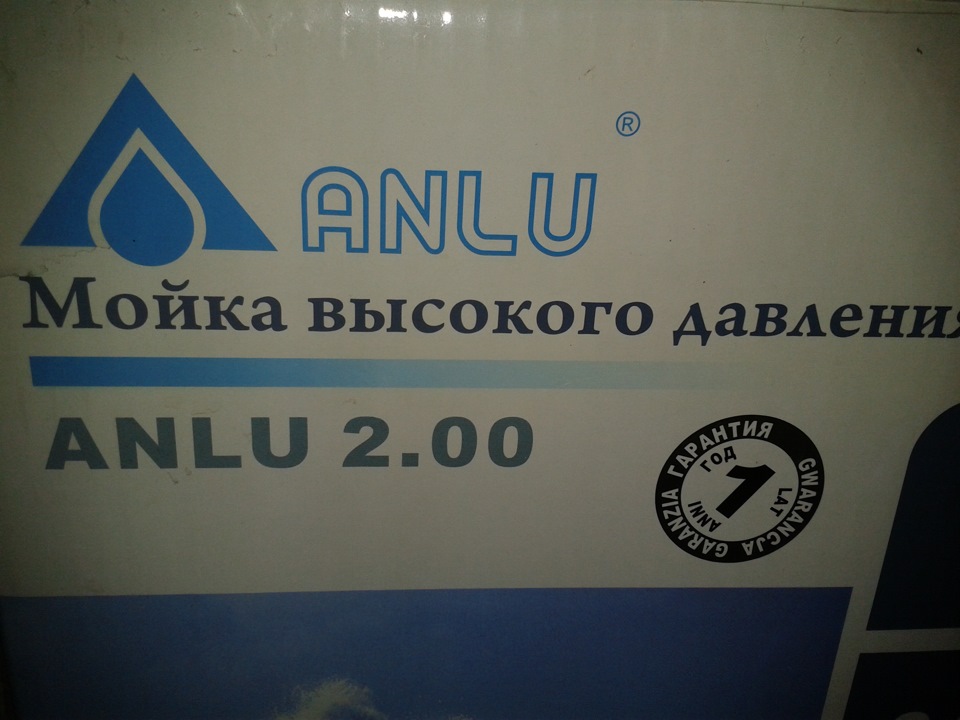 ANLU ®
Мойка высокого давления
ANLU 2.00
ГАРАНТИЯ
GWARANCJA
GARANZIA
ГОД
1
LAT
ANNI